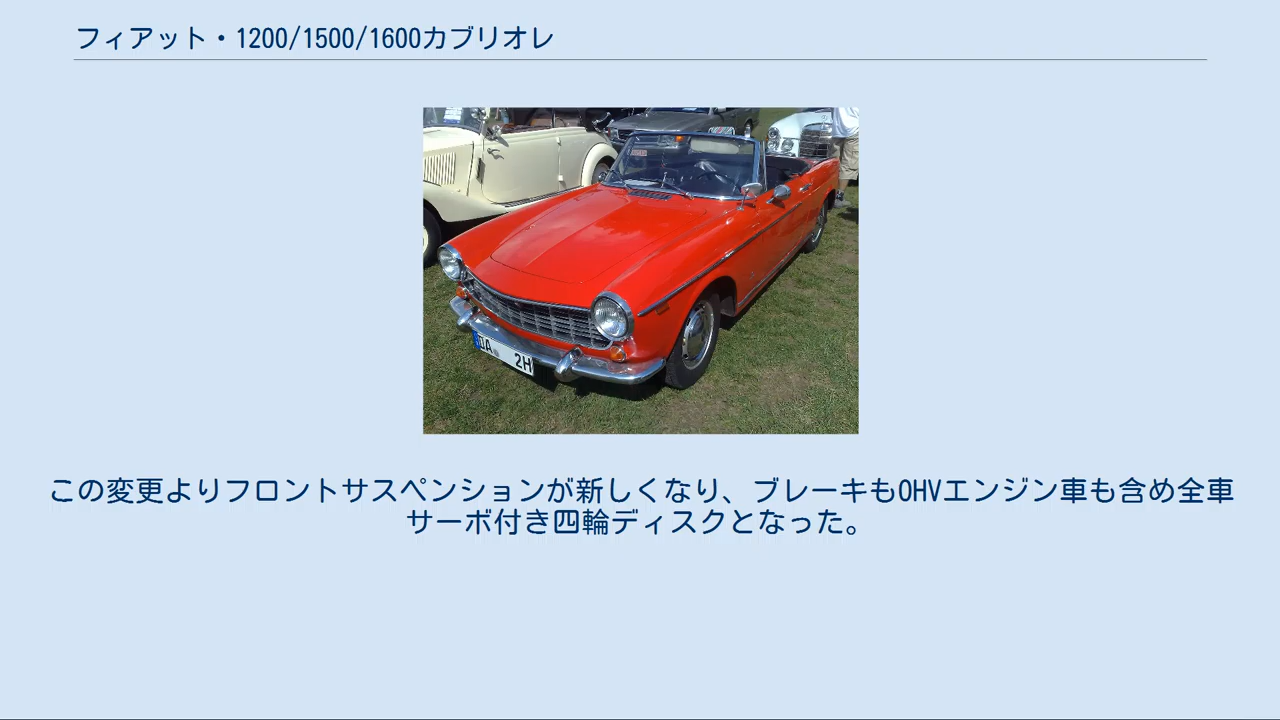 フィアット・1200/1500/1600カブリオレ
DA 2H
この変更よりフロントサスペンションが新しくなり、ブレーキもOHVエンジン車も含め全車
サーボ付き四輪ディスクとなった。